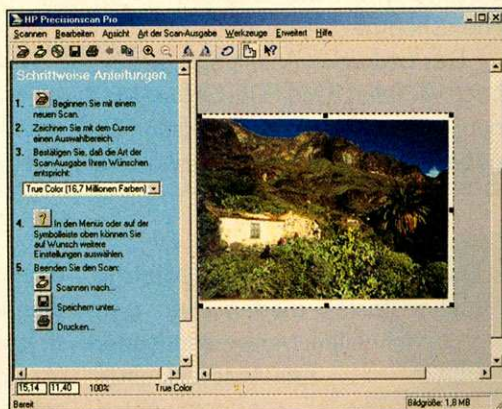 HP Precisionscan Pro
Scannen Bearbeiten Ansicht Art der Scan-Ausgabe Werkzeuge Erweitert Hilfe
Schrittweise Anleitungen
1. Beginnen Sie mit einem
neuen Scan.
2. Zeichnen Sie mit dem Cursor
einen Auswahlbereich.
3. Bestätigen Sie, daß die Art der
Scan-Ausgabe Ihren Wünschen
entspricht:
True Color (16,7 Millionen Farben)
4. In den Menüs oder auf der
Symbolleiste oben können Sie
auf Wunsch weitere
Einstellungen auswählen.
5. Beenden Sie den Scan:
Scannen nach...
Speichern unter...
Drucken...
15,14 11,40 100% True Color
Bereit Bildgröße: 1,8 MB